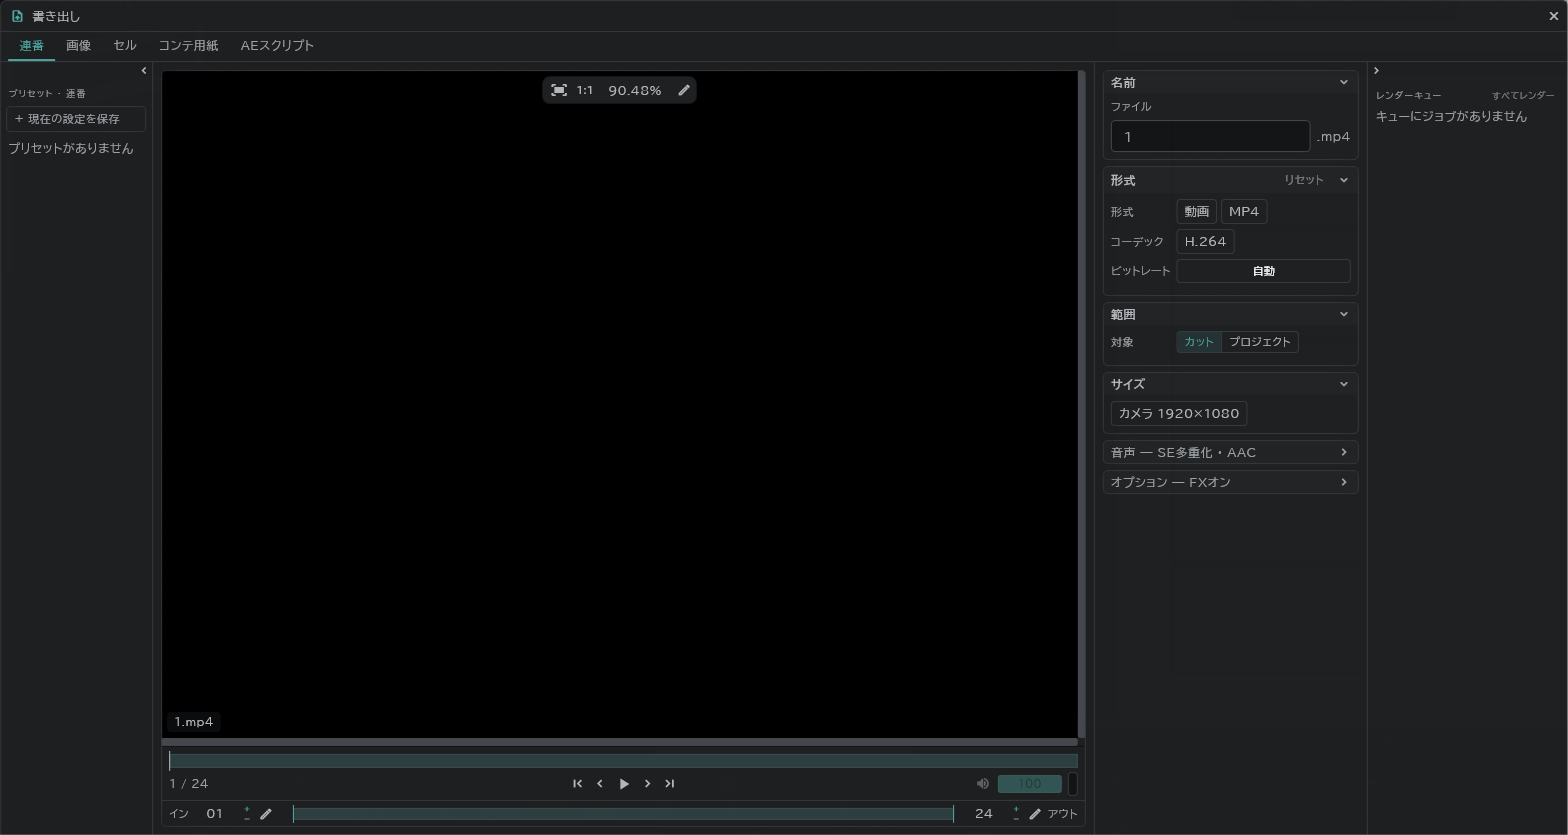 書き出し
連番 画像 セル コンテ用紙 AEスクリプト
プリセット · 連番
+ 現在の設定を保存
プリセットがありません
1:1 90.48%
1.mp4
1 / 24
100
イン 01
24 アウト
名前
ファイル
1 .mp4
形式 リセット
形式 動画 MP4
コーデック H.264
ビットレート 自動
範囲
対象 カット プロジェクト
サイズ
カメラ 1920×1080
音声 — SE多重化・AAC
オプション — FXオン
レンダーキュー すべてレンダー
キューにジョブがありません